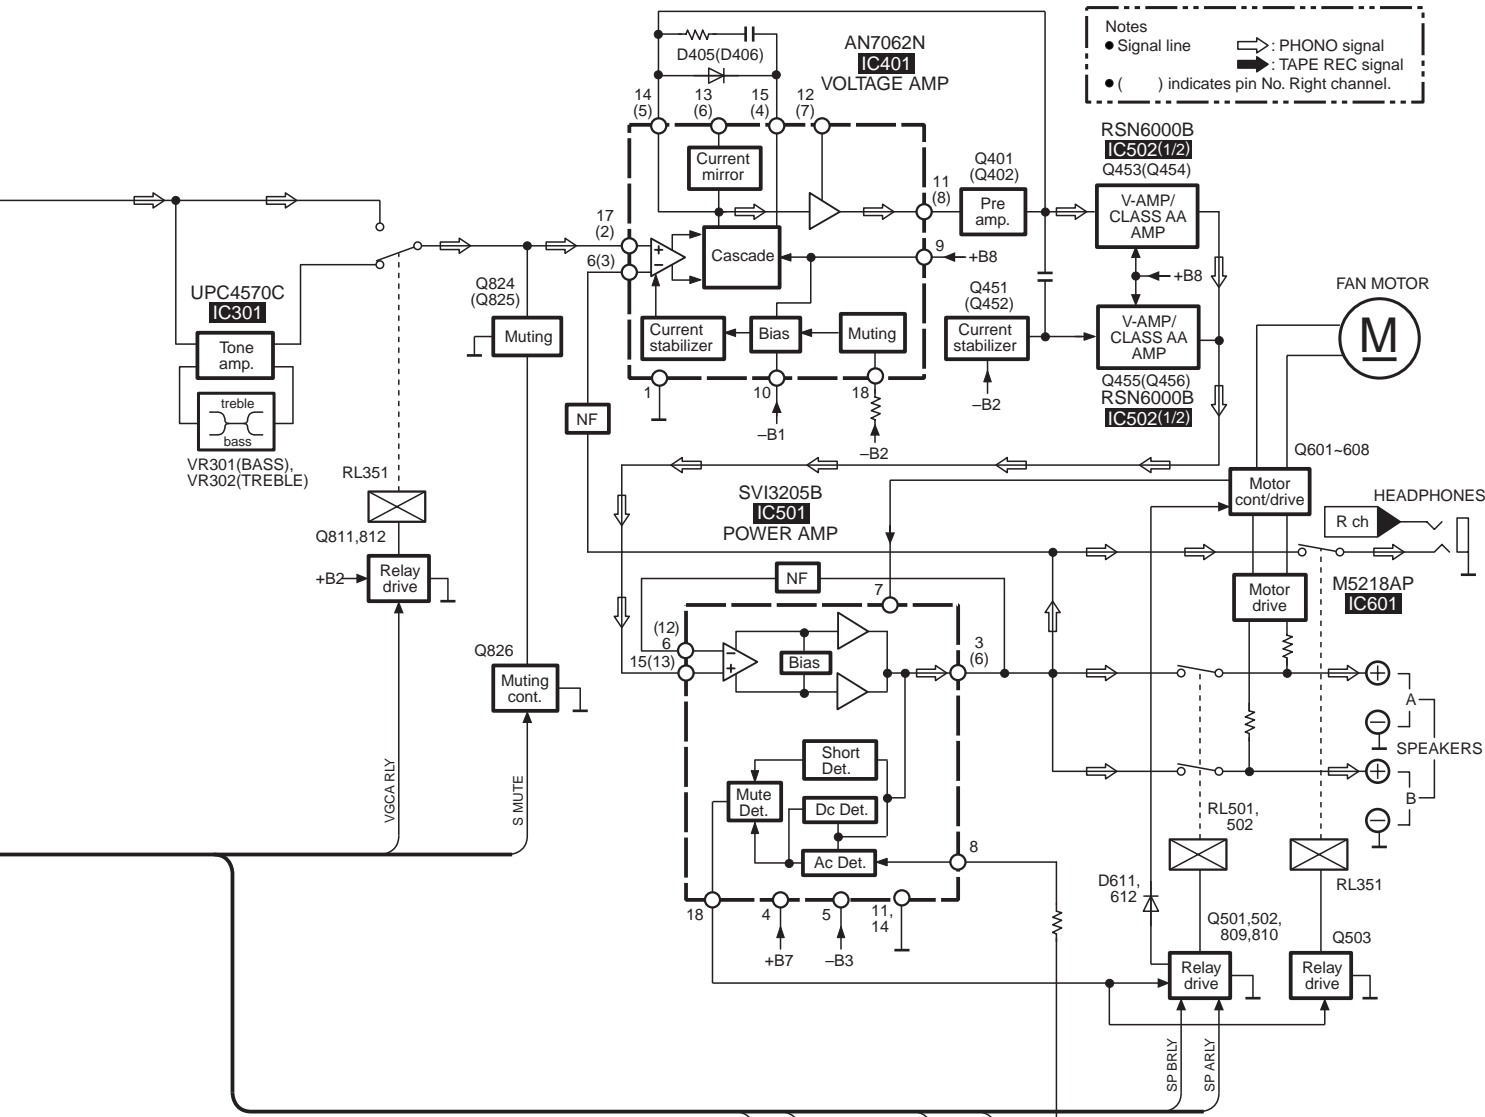 Notes
● Signal line
: PHONO signal
: TAPE REC signal
● ( ) indicates pin No. Right channel.
AN7062N
IC401
VOLTAGE AMP
D405(D406)
14
(5)
13
(6)
15
(4)
12
(7)
Current
mirror
17
(2)
6(3)
+
−
Cascade
11
(8)
9
+B8
Q401
(Q402)
Pre
amp.
RSN6000B
IC502(1/2)
Q453(Q454)
V-AMP/
CLASS AA
AMP
+B8
V-AMP/
CLASS AA
AMP
Q455(Q456)
RSN6000B
IC502(1/2)
Q451
(Q452)
Current
stabilizer
–B2
Current
stabilizer
Bias
Muting
1
10
18
–B1
–B2
UPC4570C
IC301
Tone
amp.
treble
bass
VR301(BASS),
VR302(TREBLE)
Q824
(Q825)
Muting
NF
RL351
Q811,812
+B2
Relay
drive
Q826
Muting
cont.
VGCA RLY
S MUTE
FAN MOTOR
M
Q601~608
Motor
cont/drive
HEADPHONES
R ch
Motor
drive
M5218AP
IC601
SVI3205B
IC501
POWER AMP
NF
7
(12)
6
15(13)
−
+
Bias
3
(6)
Short
Det.
Mute
Det.
Dc Det.
Ac Det.
8
18
4
5
11,
14
+B7
–B3
+
A
−
SPEAKERS
+
B
−
RL501,
502
RL351
D611,
612
Q501,502,
809,810
Q503
Relay
drive
Relay
drive
SP BRLY
SP ARLY